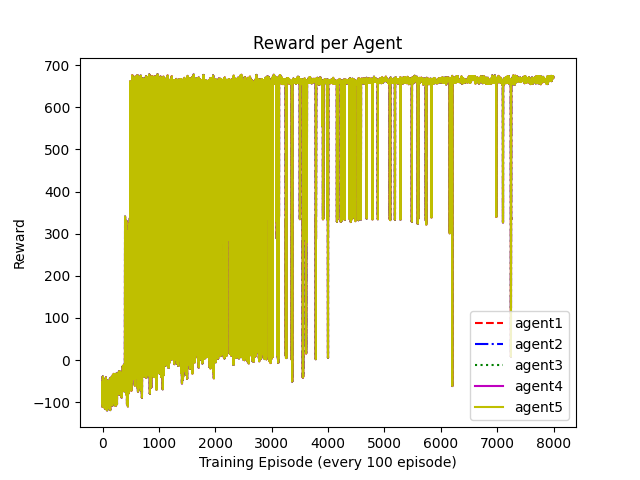 Reward per Agent
Reward
700
600
500
400
300
200
100
0
−100
0 1000 2000 3000 4000 5000 6000 7000 8000
Training Episode (every 100 episode)
agent1
agent2
agent3
agent4
agent5